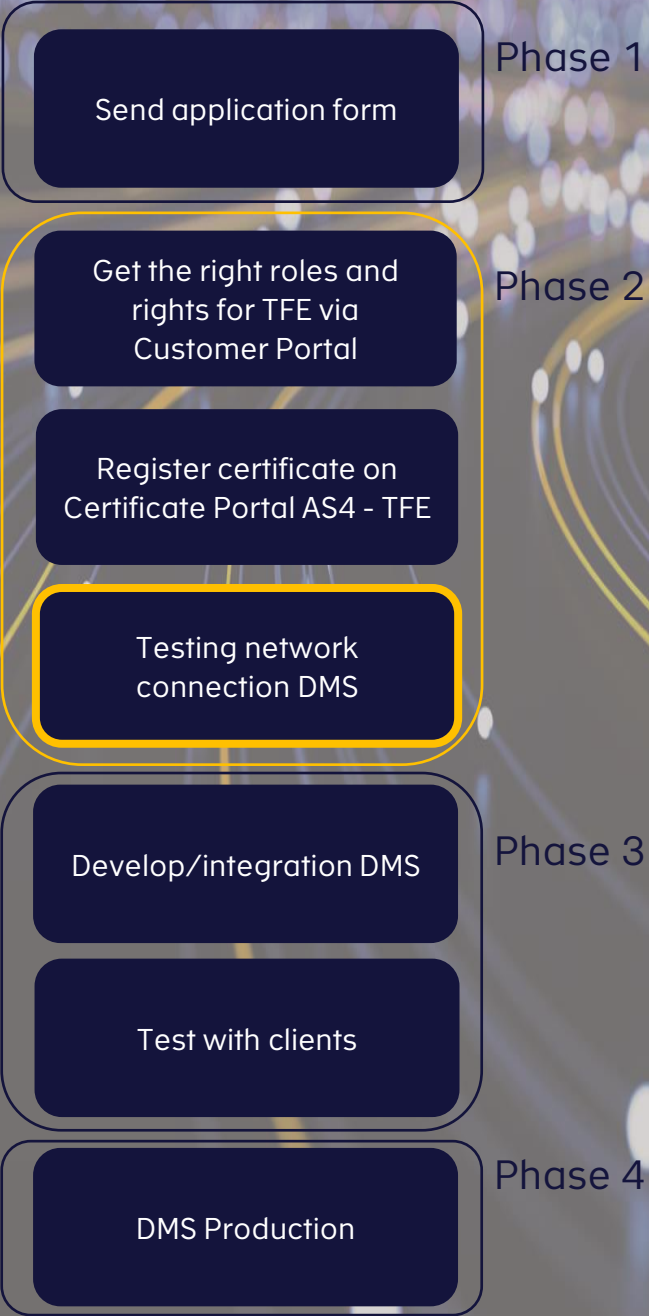 Phase 1
Send application form
Phase 2
Get the right roles and
rights for TFE via
Customer Portal
Register certificate on
Certificate Portal AS4 - TFE
Testing network
connection DMS
Phase 3
Develop/integration DMS
Test with clients
Phase 4
DMS Production